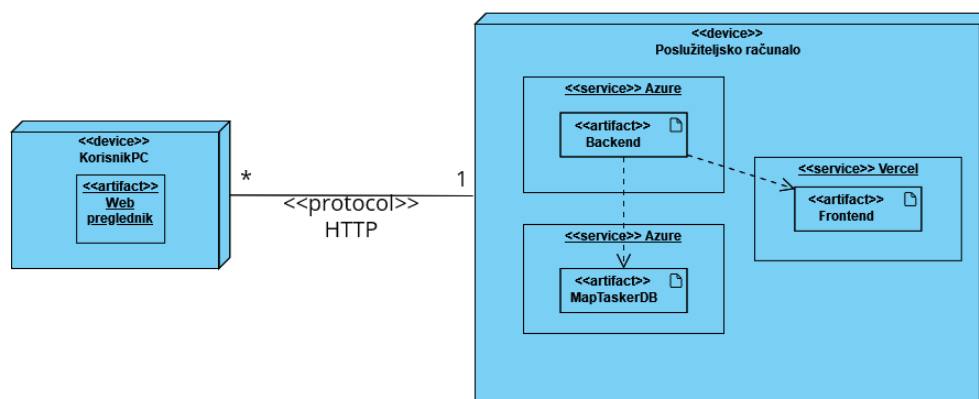 <<device>>
KorisnikPC
<<artifact>>
Web
preglednik
*
1
<<protocol>>
HTTP
<<device>>
Poslužiteljsko računalo
<<service>> Azure
<<artifact>>
Backend
<<service>> Vercel
<<artifact>>
Frontend
<<service>> Azure
<<artifact>>
MapTaskerDB